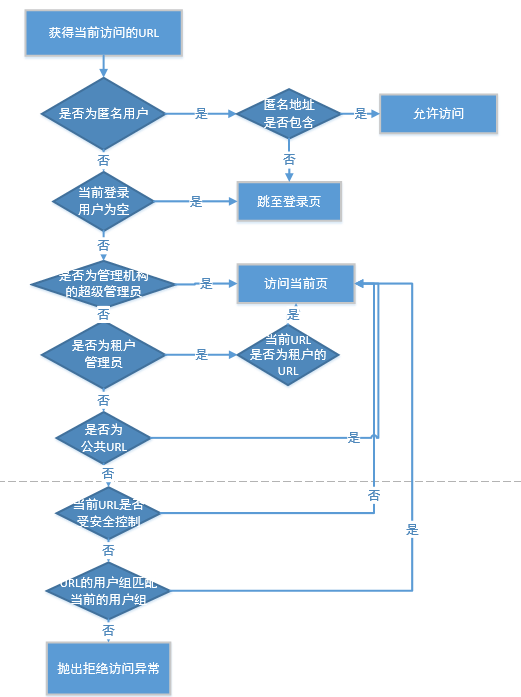 获得当前访问的URL
是否为匿名用户
是
匿名地址
是否包含
是
允许访问
否
否
当前登录
用户为空
是
跳至登录页
否
是否为管理机构
的超级管理员
是
访问当前页
否
是
是否为租户
管理员
是
当前URL
是否为租户的
URL
否
是否为
公共URL
是
否
当前URL是否
受安全控制
否
否
是
URL的用户组匹配
当前的用户组
否
抛出拒绝访问异常